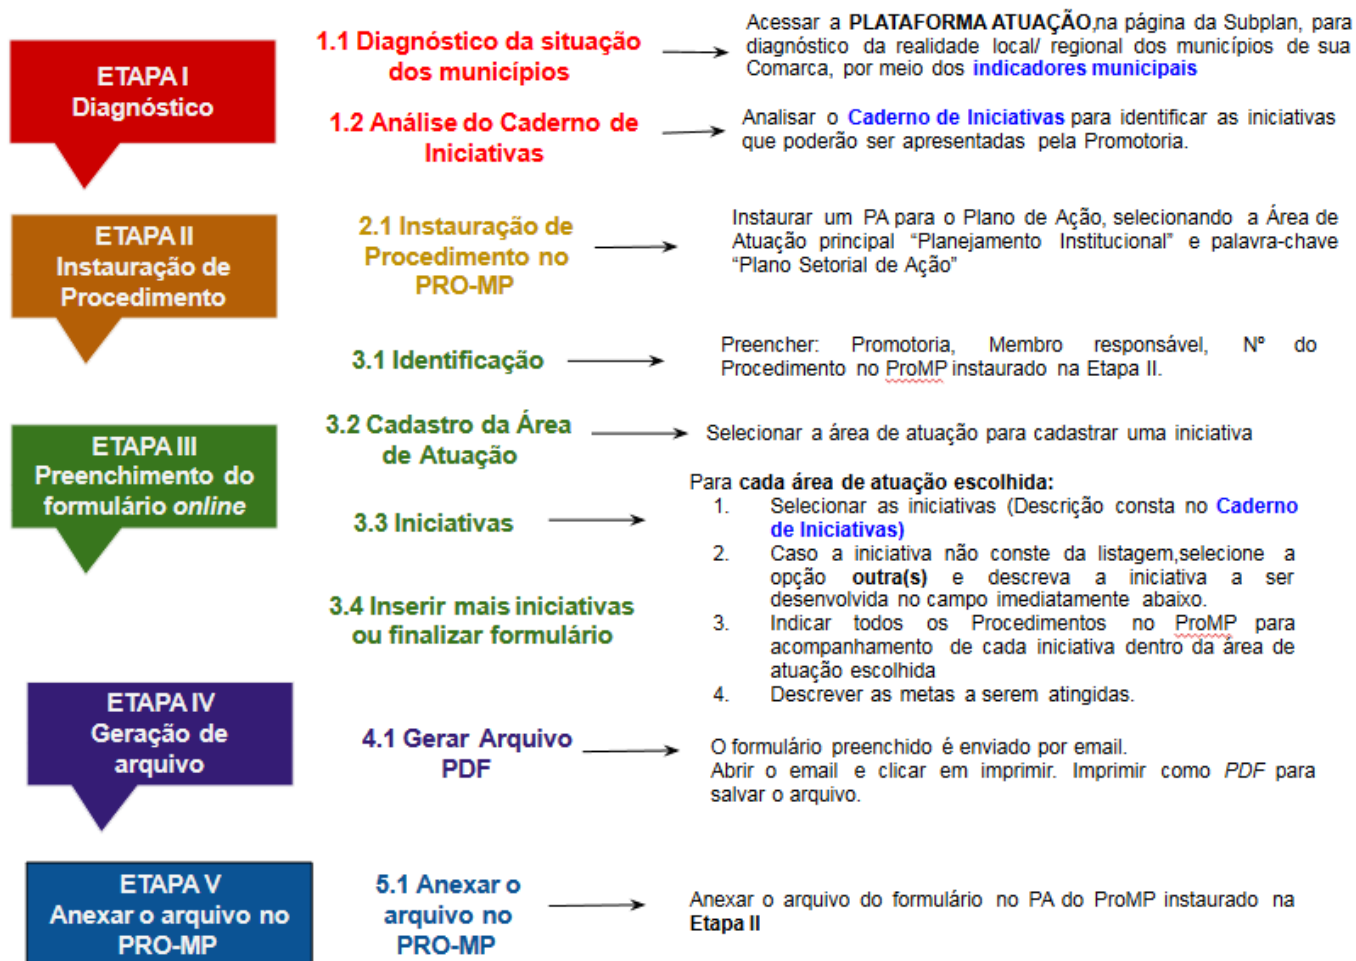 ETAPA I
Diagnóstico
1.1 Diagnóstico da situação
dos municípios
Acessar a PLATAFORMA ATUAÇÃO,na página da Subplan, para
diagnóstico da realidade local/ regional dos municípios de sua
Comarca, por meio dos indicadores municipais
1.2 Análise do Caderno de
Iniciativas
Analisar o Caderno de Iniciativas para identificar as iniciativas
que poderão ser apresentadas pela Promotoria.
ETAPA II
Instauração de
Procedimento
2.1 Instauração de
Procedimento no
PRO-MP
Instaurar um PA para o Plano de Ação, selecionando a Área de
Atuação principal “Planejamento Institucional” e palavra-chave
“Plano Setorial de Ação”
ETAPA III
Preenchimento do
formulário online
3.1 Identificação
Preencher: Promotoria, Membro responsável, Nº do
Procedimento no ProMP instaurado na Etapa II.
3.2 Cadastro da Área
de Atuação
Selecionar a área de atuação para cadastrar uma iniciativa
3.3 Iniciativas
Para cada área de atuação escolhida:
1. Selecionar as iniciativas (Descrição consta no Caderno
de Iniciativas)
2. Caso a iniciativa não conste da listagem,selecione a
opção outra(s) e descreva a iniciativa a ser
desenvolvida no campo imediatamente abaixo.
3. Indicar todos os Procedimentos no ProMP para
acompanhamento de cada iniciativa dentro da área de
atuação escolhida
4. Descrever as metas a serem atingidas.
3.4 Inserir mais iniciativas
ou finalizar formulário
ETAPA IV
Geração de
arquivo
4.1 Gerar Arquivo
PDF
O formulário preenchido é enviado por email.
Abrir o email e clicar em imprimir. Imprimir como PDF para
salvar o arquivo.
ETAPA V
Anexar o arquivo no
PRO-MP
5.1 Anexar o
arquivo no
PRO-MP
Anexar o arquivo do formulário no PA do ProMP instaurado na
Etapa II